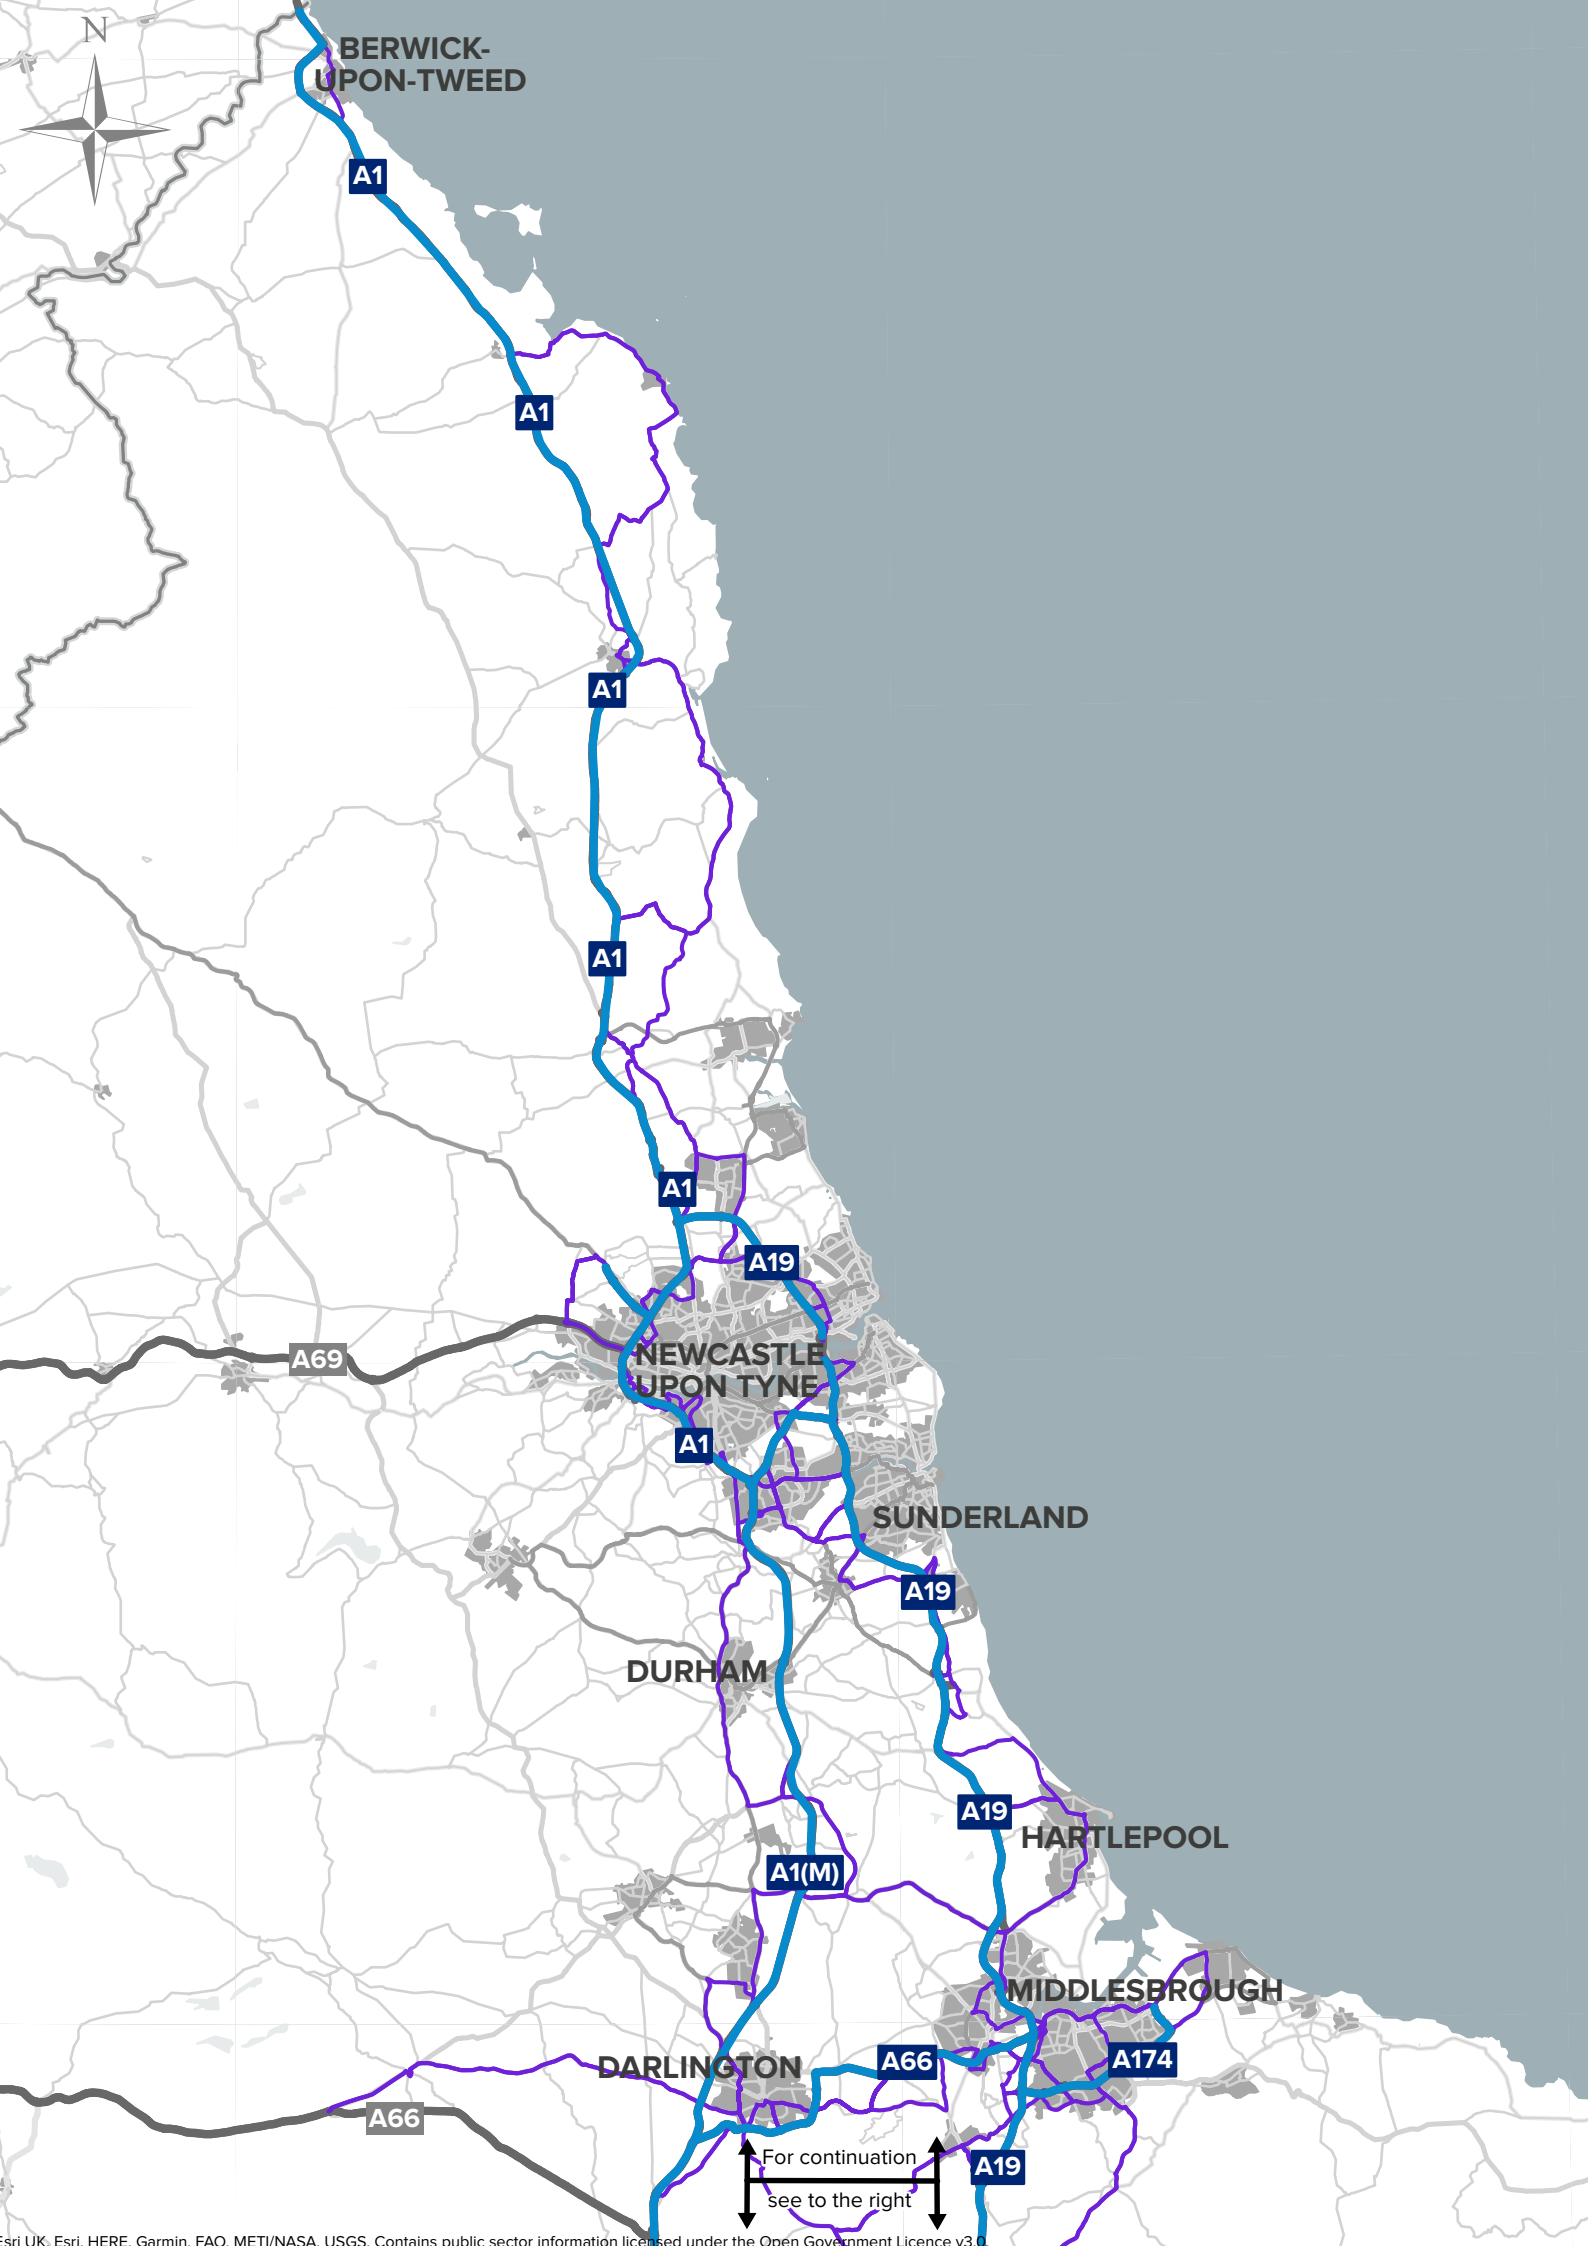 N
BERWICK-
UPON-TWEED
A1
A1
A1
A1
A1
A19
A69
NEWCASTLE
UPON TYNE
A1
SUNDERLAND
A19
DURHAM
A19
HARTLEPOOL
A1(M)
MIDDLESBROUGH
A66
A174
DARLINGTON
A66
For continuation
see to the right
A19
Esri UK, Esri, HERE, Garmin, FAO, METI/NASA, USGS. Contains public sector information licensed under the Open Government Licence v3.0.